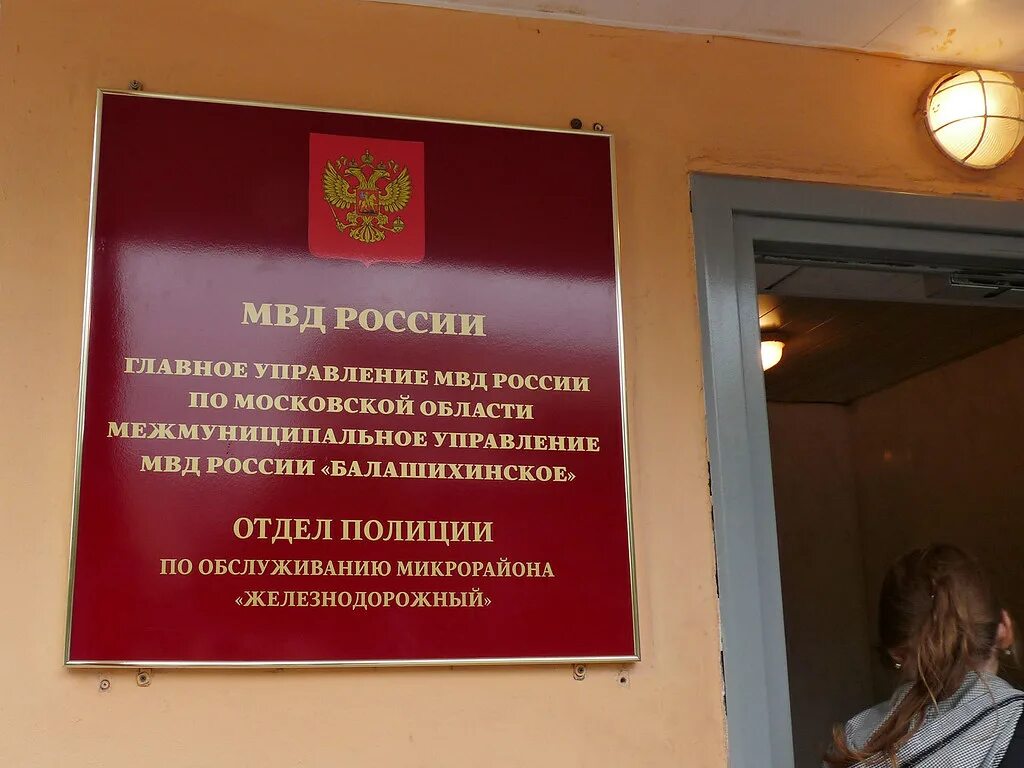 МВД РОССИИ
ГЛАВНОЕ УПРАВЛЕНИЕ МВД РОССИИ
ПО МОСКОВСКОЙ ОБЛАСТИ
МЕЖМУНИЦИПАЛЬНОЕ УПРАВЛЕНИЕ
МВД РОССИИ «БАЛАШИХИНСКОЕ»
ОТДЕЛ ПОЛИЦИИ
ПО ОБСЛУЖИВАНИЮ МИКРОРАЙОНА
«ЖЕЛЕЗНОДОРОЖНЫЙ»